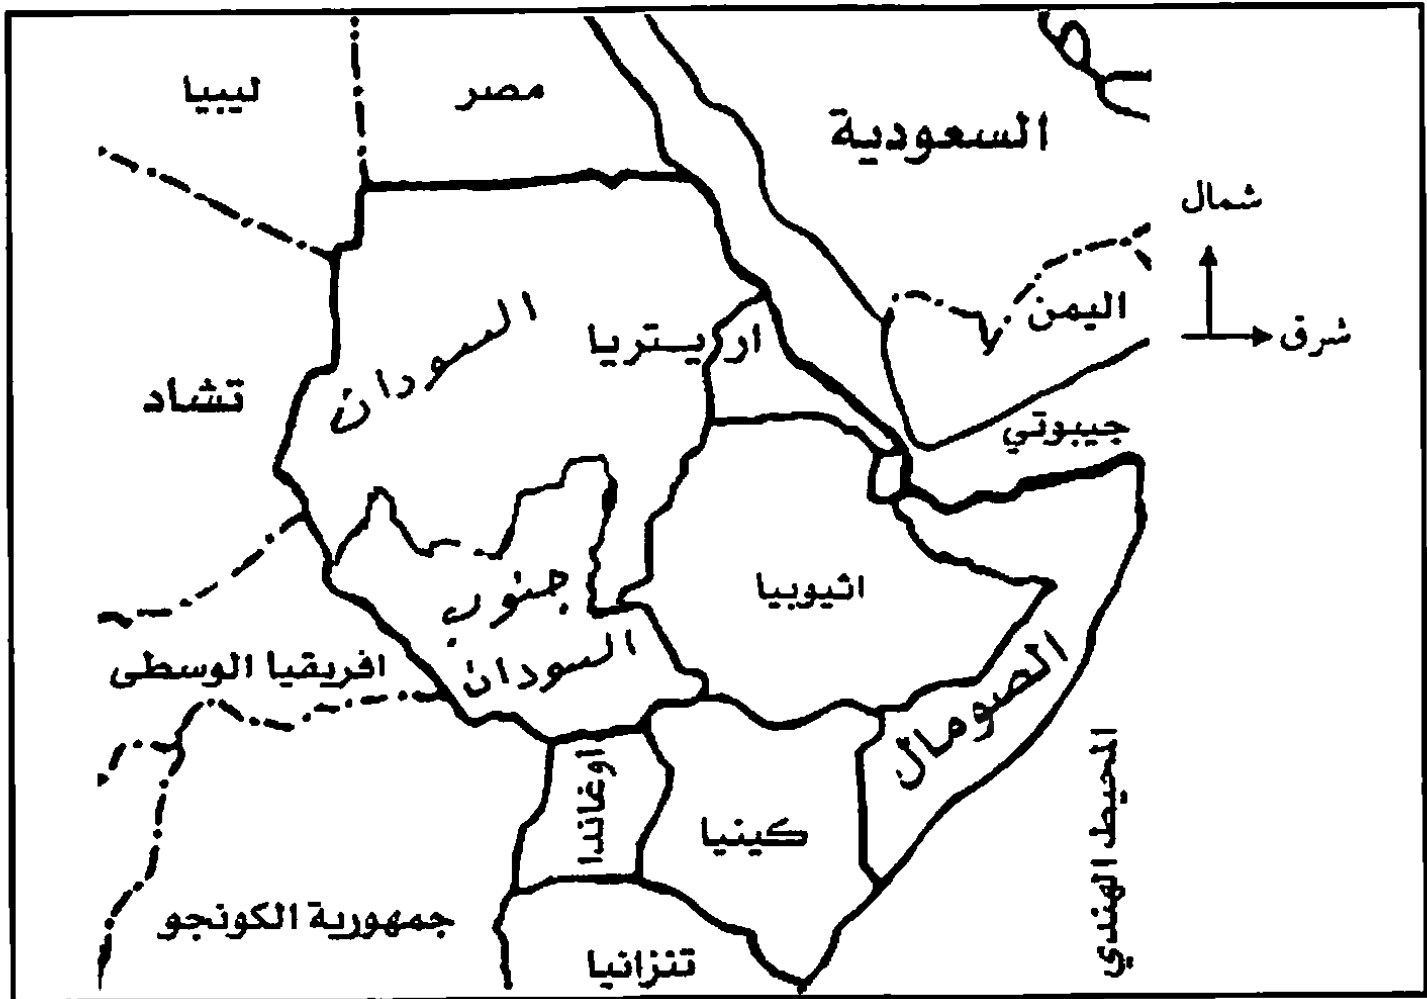 ليبيا
مصر
السعودية
شمال
شرق
اليمن
السودان
اريتريا
تشاد
جيبوتي
اثيوبيا
جنوب
السودان
افريقيا الوسطى
الصومال
اوغاندا
كينيا
المحيط الهندي
جمهورية الكونجو
تنزانيا